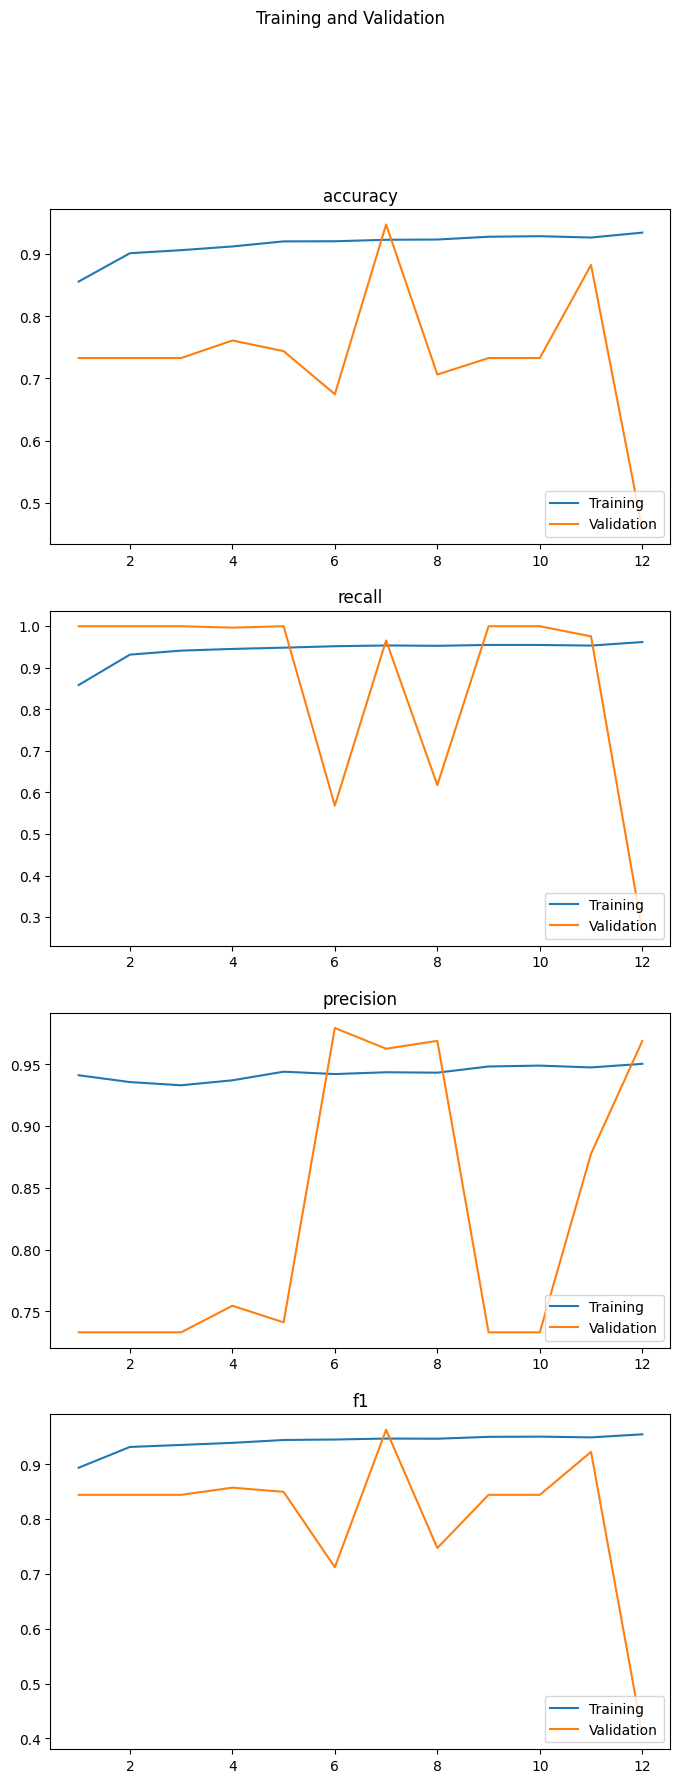 Training and Validation
accuracy
0.9
0.8
0.7
0.6
0.5
Training
Validation
2 4 6 8 10 12
recall
1.0
0.9
0.8
0.7
0.6
0.5
0.4
0.3
Training
Validation
2 4 6 8 10 12
precision
0.95
0.90
0.85
0.80
0.75
Training
Validation
2 4 6 8 10 12
f1
0.9
0.8
0.7
0.6
0.5
0.4
Training
Validation
2 4 6 8 10 12